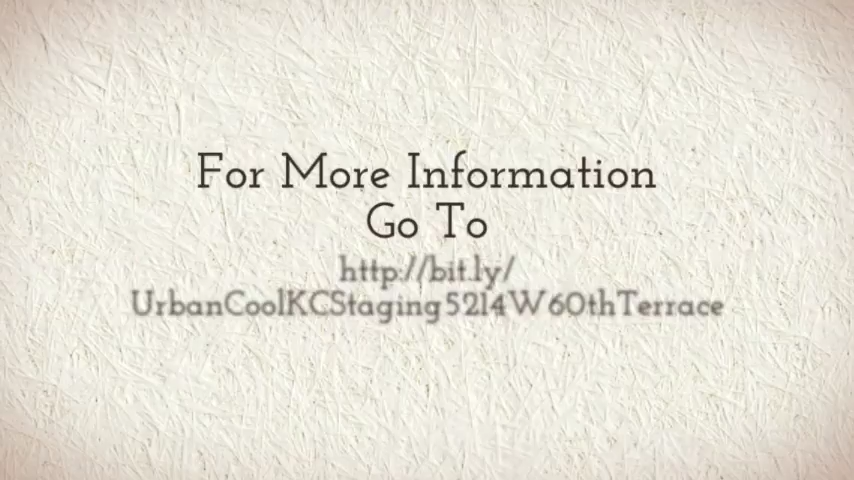 For More Information
Go To
http://bit.ly/
UrbanCoolKCStaging5214W60thTerrace